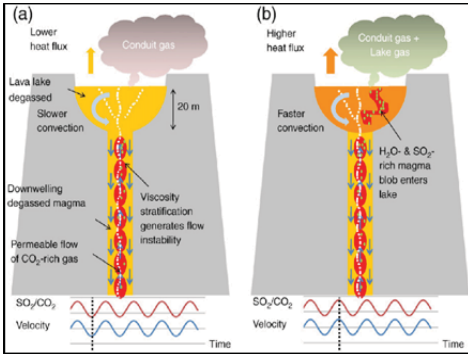 (a)
Lower
heat flux
Conduit gas
Lava lake
degassed
Slower
convection
20 m
Downwelling
degassed magma
Viscosity
stratification
generates flow
instability
Permeable flow
of CO₂-rich gas
SO₂/CO₂
Velocity
Time
(b)
Higher
heat flux
Conduit gas +
Lake gas
Faster
convection
H₂O- & SO₂-
rich magma
blob enters
lake
SO₂/CO₂
Velocity
Time